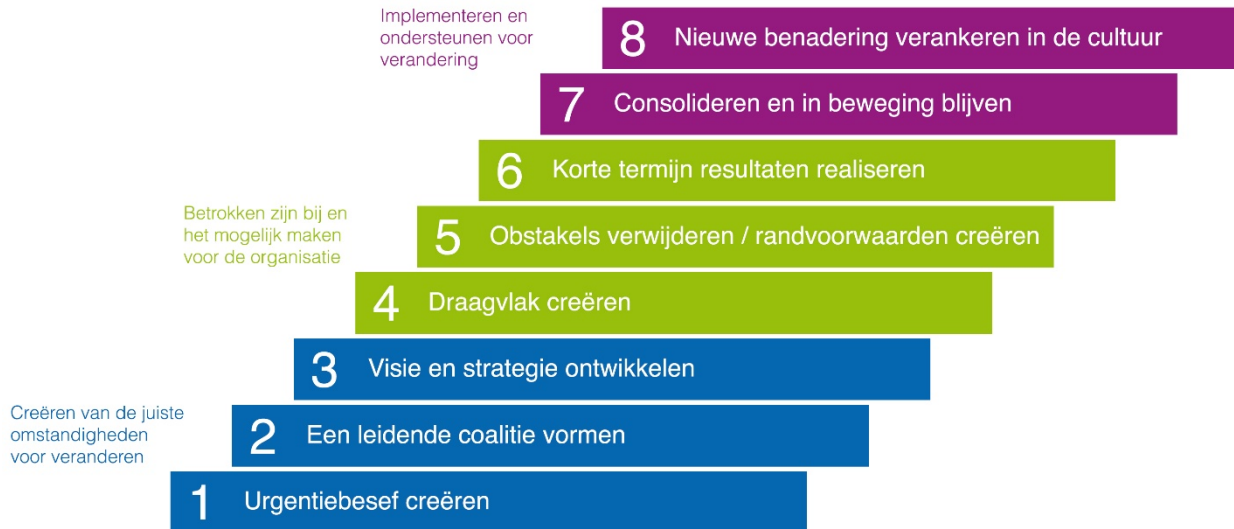 Implementeren en
ondersteunen voor
verandering
8 Nieuwe benadering verankeren in de cultuur
7 Consolideren en in beweging blijven
6 Korte termijn resultaten realiseren
Betrokken zijn bij en
het mogelijk maken
voor de organisatie
5 Obstakels verwijderen / randvoorwaarden creëren
4 Draagvlak creëren
3 Visie en strategie ontwikkelen
Creëren van de juiste
omstandigheden
voor veranderen
2 Een leidende coalitie vormen
1 Urgentiebesef creëren